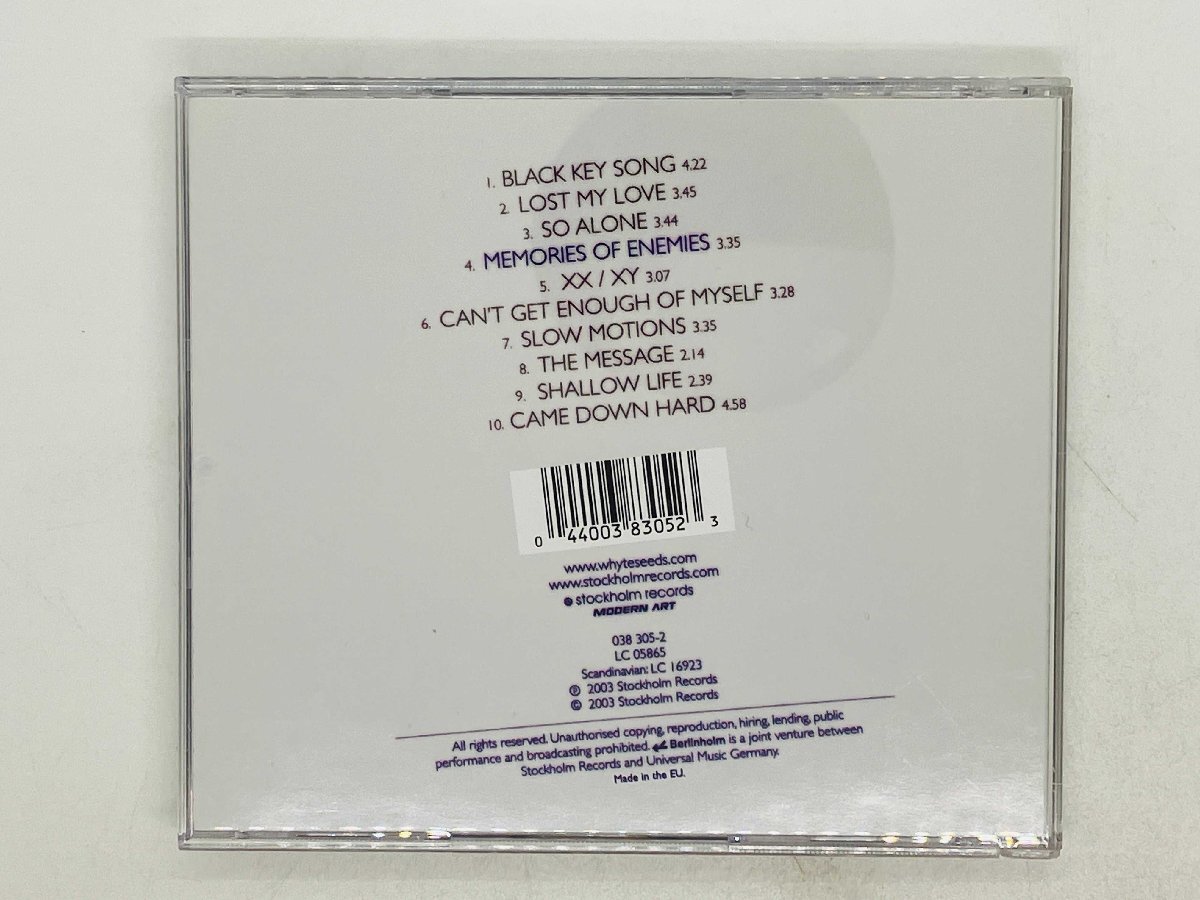 1. BLACK KEY SONG 4.22
2. LOST MY LOVE 3.45
3. SO ALONE 3.44
4. MEMORIES OF ENEMIES 3.35
5. XX / XY 3.07
6. CAN'T GET ENOUGH OF MYSELF 3.28
7. SLOW MOTIONS 3.35
8. THE MESSAGE 2.14
9. SHALLOW LIFE 2.39
10. CAME DOWN HARD 4.58
0 44003 83052 3
www.whyteseeds.com
www.stockholmrecords.com
stockholm records
MODERN ART
038 305-2
LC 05865
Scandinavian: LC 16923
℗ 2003 Stockholm Records
© 2003 Stockholm Records
All rights reserved. Unauthorised copying, reproduction, hiring, lending, public
performance and broadcasting prohibited. Berlinholm is a joint venture between
Stockholm Records and Universal Music Germany.
Made in the EU.